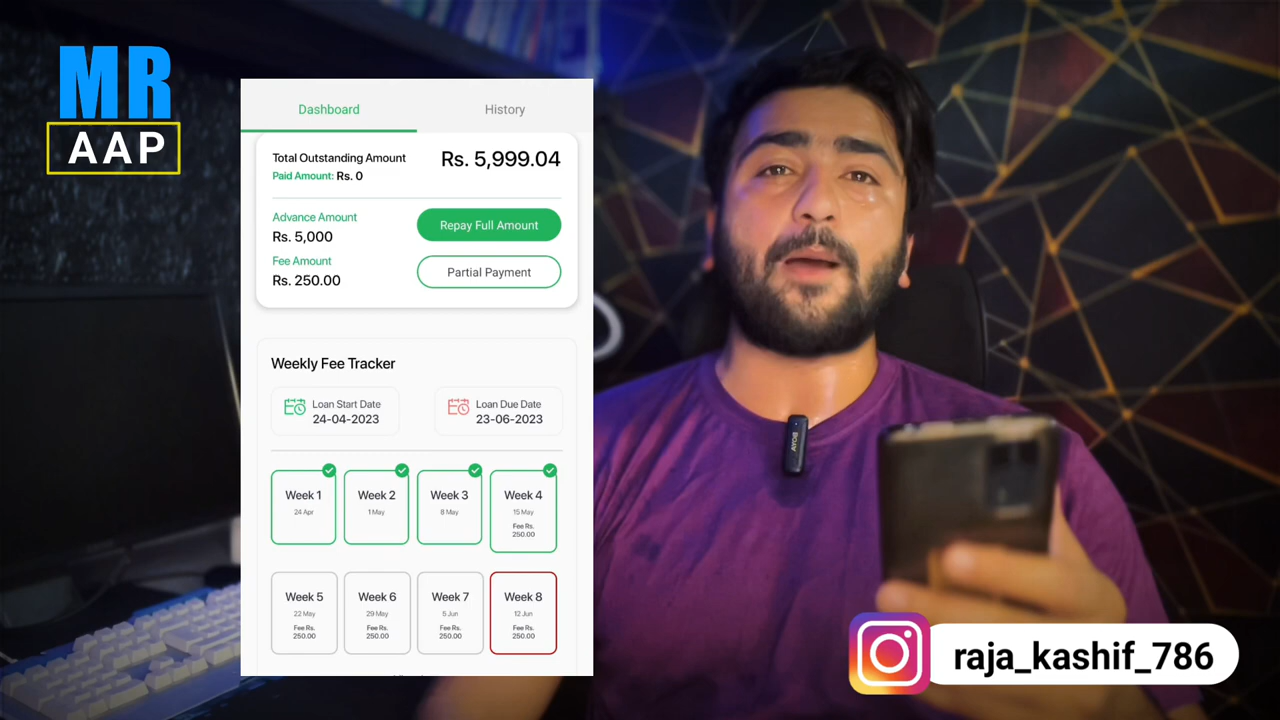 MR
AAP
Dashboard
History
Total Outstanding Amount
Rs. 5,999.04
Paid Amount: Rs. 0
Advance Amount
Rs. 5,000
Repay Full Amount
Fee Amount
Rs. 250.00
Partial Payment
Weekly Fee Tracker
Loan Start Date
24-04-2023
Loan Due Date
23-06-2023
Week 1
24 Apr
Week 2
1 May
Week 3
8 May
Week 4
15 May
Fee Rs.
250.00
Week 5
22 May
Fee Rs.
250.00
Week 6
29 May
Fee Rs.
250.00
Week 7
5 Jun
Fee Rs.
250.00
Week 8
12 Jun
Fee Rs.
250.00
BOYA
raja_kashif_786